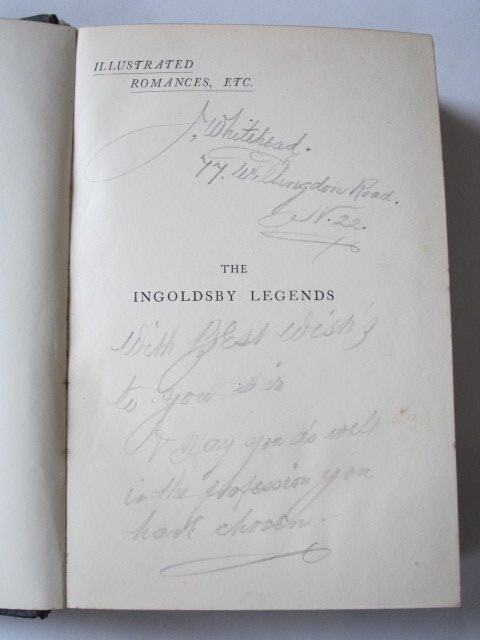 ILLUSTRATED
ROMANCES, ETC.
J. Whitehead.
77. Willingdon Road.
N. 22.
THE
INGOLDSBY LEGENDS
With BEst wish's
to you
& May you do well
in the profession you
have chosen.